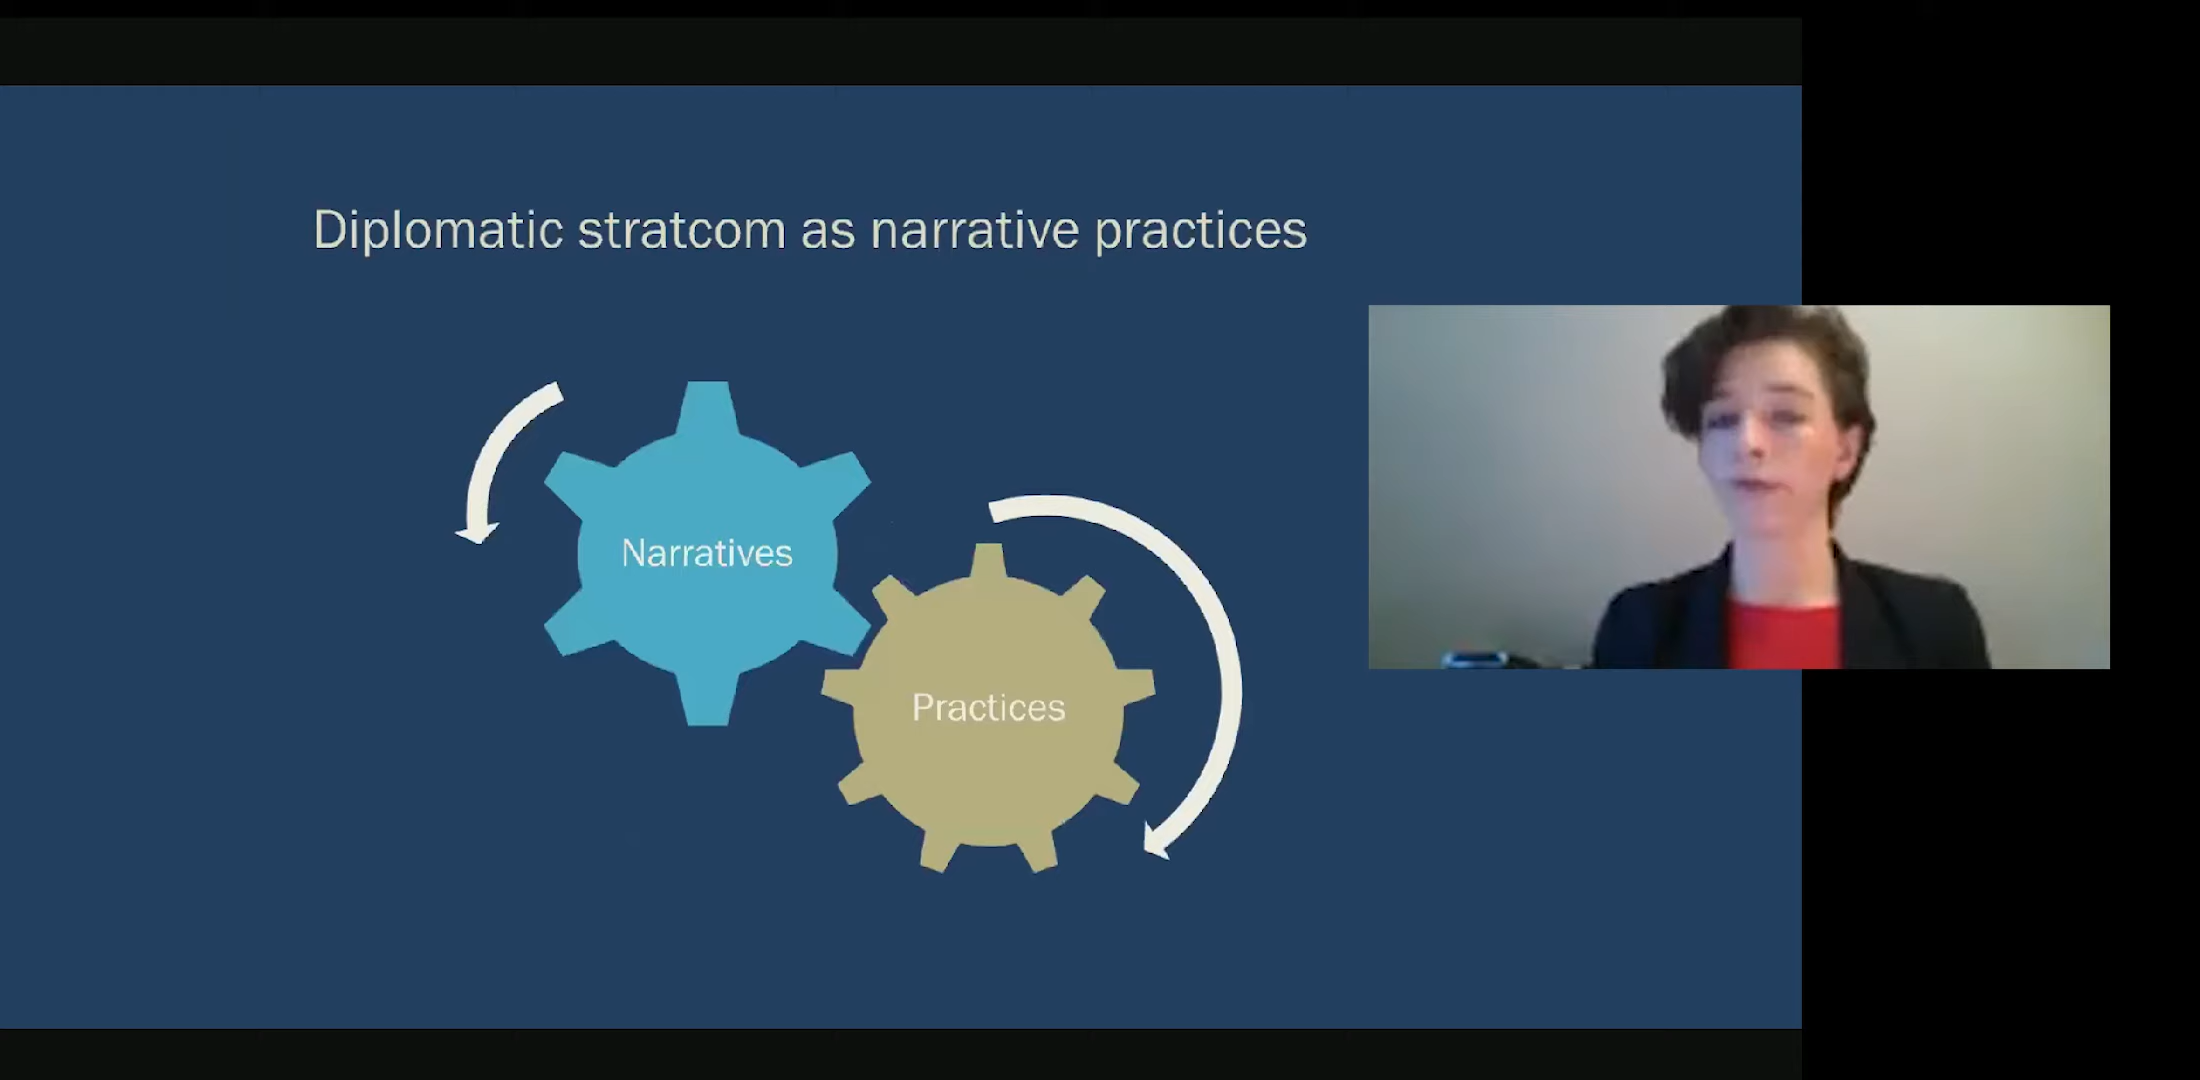 Diplomatic stratcom as narrative practices
Narratives
Practices